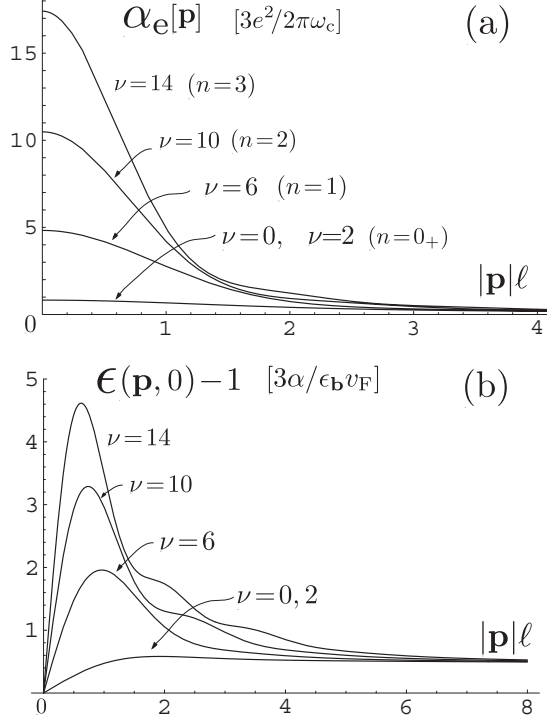 αe[p] [3e²/2πωc] (a)
15
ν=14 (n=3)
10
ν=10 (n=2)
ν=6 (n=1)
5
ν=0, ν=2 (n=0₊)
|p|ℓ
0 1 2 3 4
5
ϵ(p, 0)−1 [3α/ϵbvF] (b)
4
ν=14
3
ν=10
2
ν=6
ν=0, 2
1
|p|ℓ
0 2 4 6 8